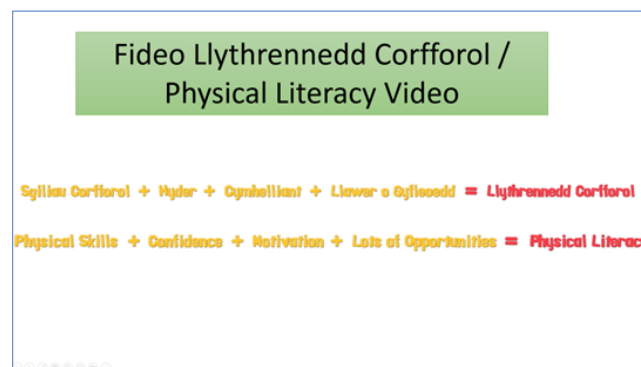 Fideo Llythrennedd Corfforol /
Physical Literacy Video
Sgiliau Corfforol + Hyder + Cymhelliant + Llawer o Gyfleoedd = Llythrennedd Corfforol
Physical Skills + Confidence + Motivation + Lots of Opportunities = Physical Literac